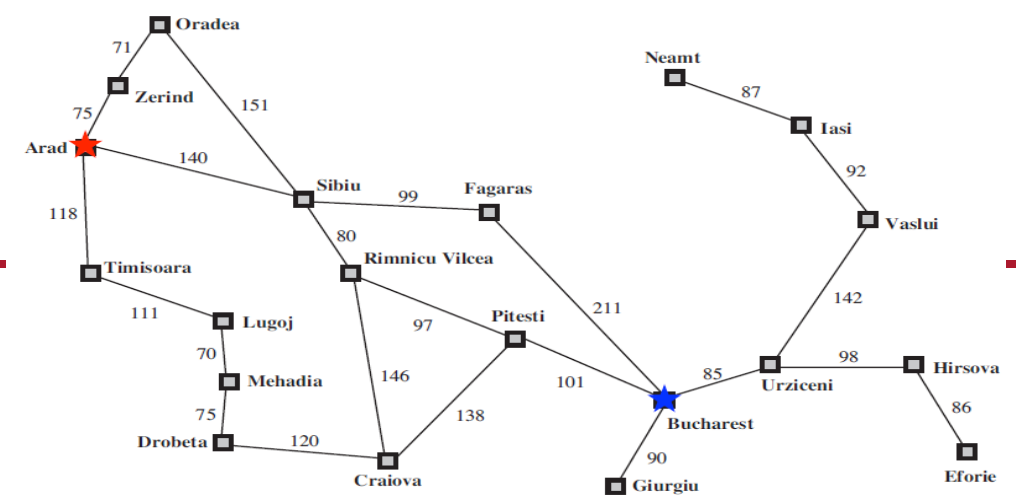 Oradea
Neamt
71
87
Zerind
151
75
Iasi
Arad
140
92
Sibiu
Fagaras
99
118
Vaslui
80
Rimnicu Vilcea
Timisoara
142
111
211
Lugoj
97
Pitesti
70
98
Mehadia
146
101
85
Urziceni
Hirsova
75
138
86
Bucharest
Drobeta
120
90
Craiova
Giurgiu
Eforie